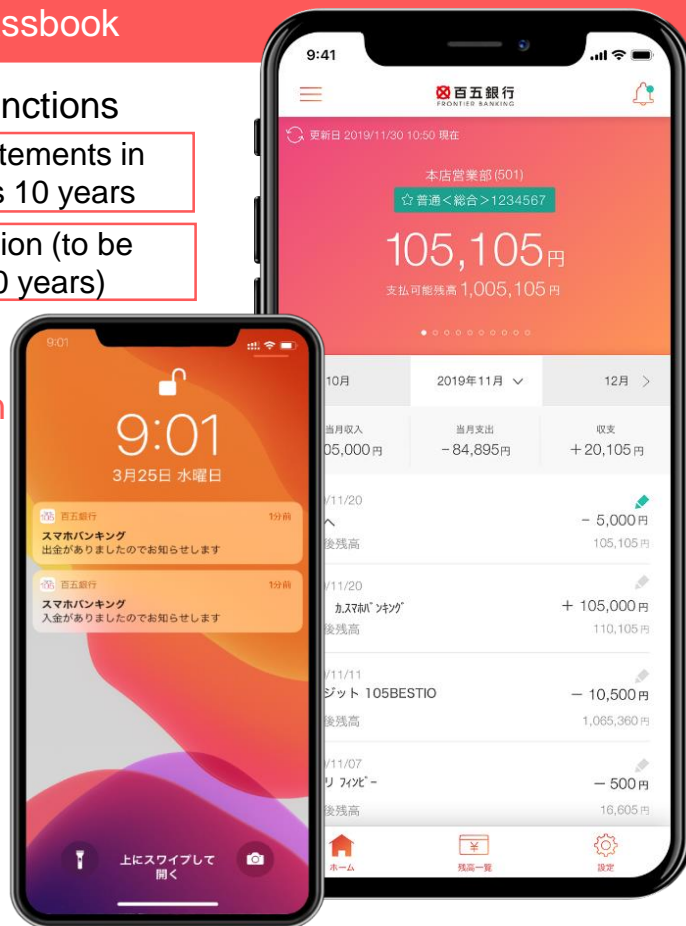 ssbook
nctions
tements in
s 10 years
ion (to be
0 years)
n
9:41
百五銀行
FRONTIER BANKING
更新日 2019/11/30 10:50 現在
本店営業部(501)
☆普通<総合>1234567
105,105円
支払可能残高 1,005,105円
10月 2019年11月 12月 >
当月収入 当月支出 収支
05,000円 -84,895円 +20,105円
/11/20
へ - 5,000円
後残高 105,105円
/11/20
カ.スマホバンキング + 105,000円
後残高 110,105円
/11/11
ジット 105BESTIO - 10,500円
後残高 1,065,360円
/11/07
リ フィンビー - 500円
後残高 16,605円
ホーム 残高一覧 設定
9:01
9:01
3月25日 水曜日
百五銀行 1分前
スマホバンキング
出金がありましたのでお知らせします
百五銀行 1分前
スマホバンキング
入金がありましたのでお知らせします
上にスワイプして
開く